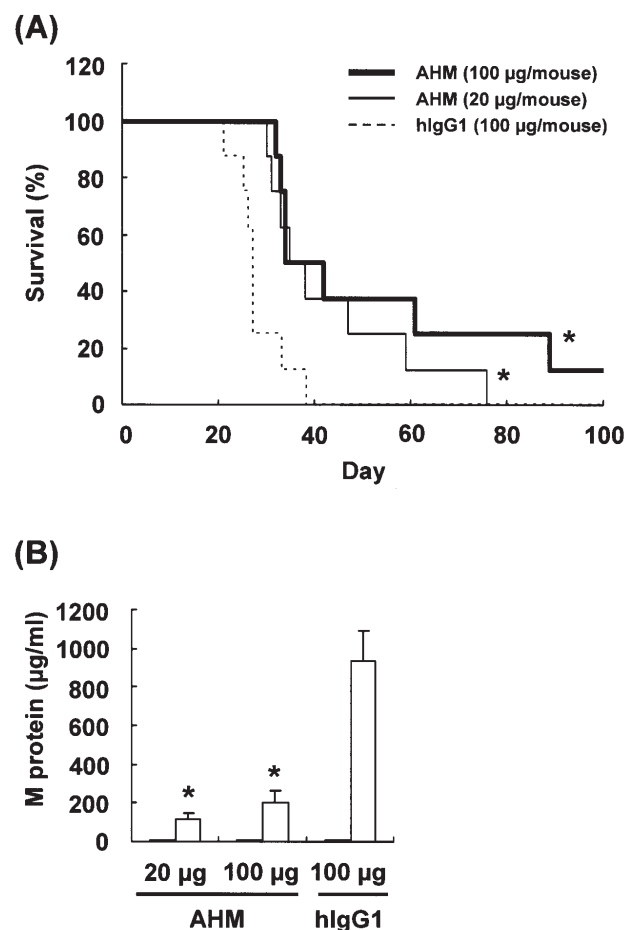 (A)
120
100
80
60
40
20
0
Survival (%)
AHM (100 µg/mouse)
AHM (20 µg/mouse)
hIgG1 (100 µg/mouse)
*
*
0 20 40 60 80 100
Day
(B)
1200
1000
800
600
400
200
0
M protein (µg/ml)
*
*
20 µg 100 µg 100 µg
AHM hIgG1